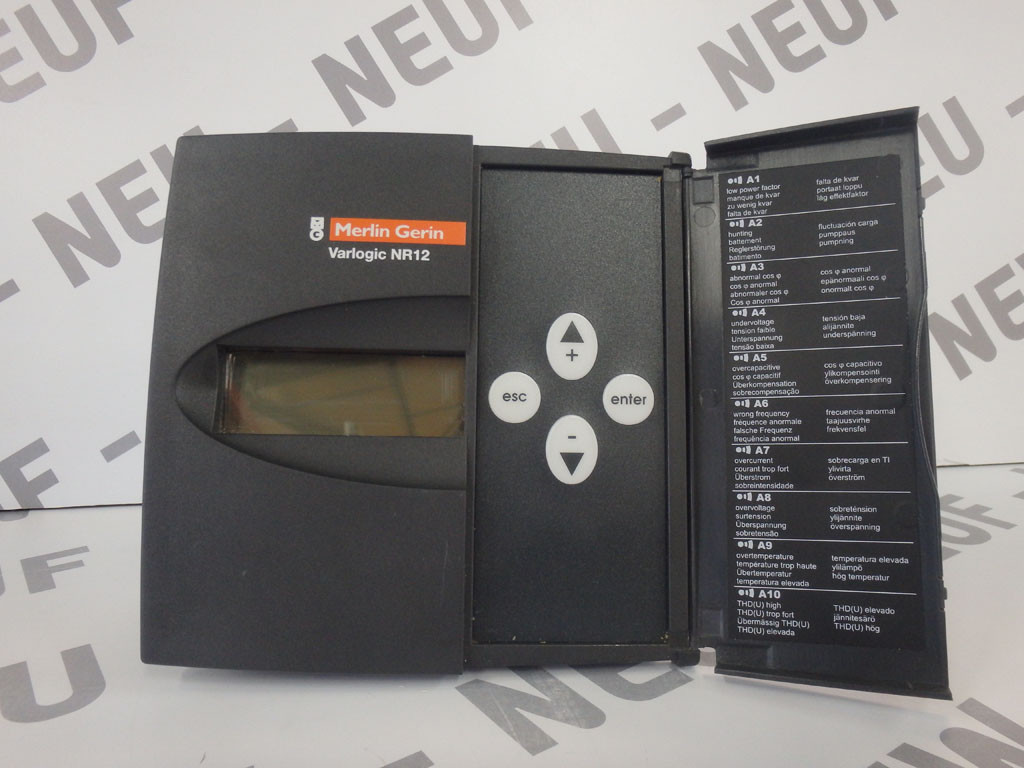 NEUF - NEUF - NEUF
Merlin Gerin
Varlogic NR12
+
esc
enter
-
A1
low power factor
manque de kvar
zu wenig kvar
falta de kvar
falta de kvar
portaat loppu
låg effektfaktor
A2
hunting
battement
Reglerstörung
batimento
fluctuación carga
pumppaus
pumpning
A3
abnormal cos φ
cos φ anormal
abnormaler cos φ
Cos φ anormal
cos φ anormal
epänormaali cos φ
onormalt cos φ
A4
undervoltage
tension faible
Unterspannung
tensão baixa
tensión baja
alijännite
underspänning
A5
overcapacitive
cos φ capacitif
Überkompensation
sobrecompensação
cos φ capacitivo
ylikompensointi
överkompensering
A6
wrong frequency
fréquence anormale
falsche Frequenz
frequência anormal
frecuencia anormal
taajuusvirhe
frekvensfel
A7
overcurrent
courant trop fort
Überstrom
sobreintensidade
sobrecarga en TI
ylivirta
överström
A8
overvoltage
surtension
Überspannung
sobretensão
sobretensión
ylijännite
överspanning
A9
overtemperature
température trop haute
Übertemperatur
temperatura elevada
temperatura elevada
ylilämpö
hög temperatur
A10
THD(U) high
THD(U) trop fort
Übermässig THD(U)
THD(U) elevada
THD(U) elevado
jännitesärö
THD(U) hög